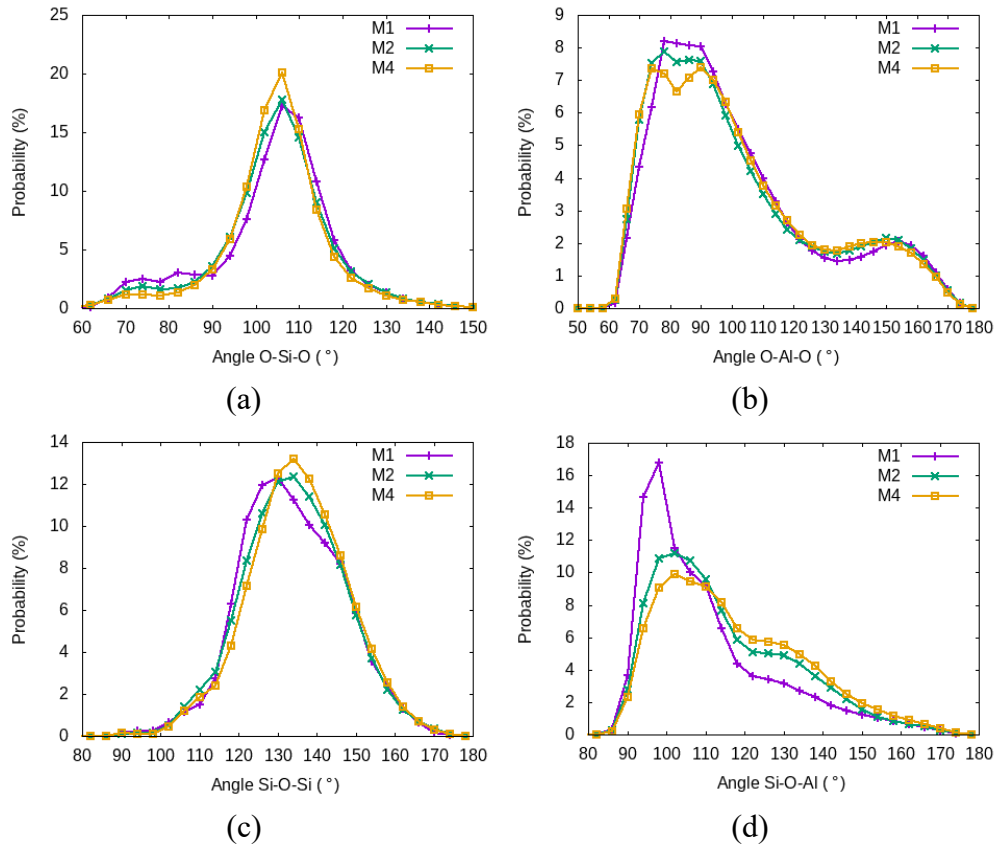 25
20
15
10
5
0
Probability (%)
M1
M2
M4
60 70 80 90 100 110 120 130 140 150
Angle O-Si-O (°)
(a)
9
8
7
6
5
4
3
2
1
0
Probability (%)
M1
M2
M4
50 60 70 80 90 100 110 120 130 140 150 160 170 180
Angle O-Al-O (°)
(b)
14
12
10
8
6
4
2
0
Probability (%)
M1
M2
M4
80 90 100 110 120 130 140 150 160 170 180
Angle Si-O-Si (°)
(c)
18
16
14
12
10
8
6
4
2
0
Probability (%)
M1
M2
M4
80 90 100 110 120 130 140 150 160 170 180
Angle Si-O-Al (°)
(d)